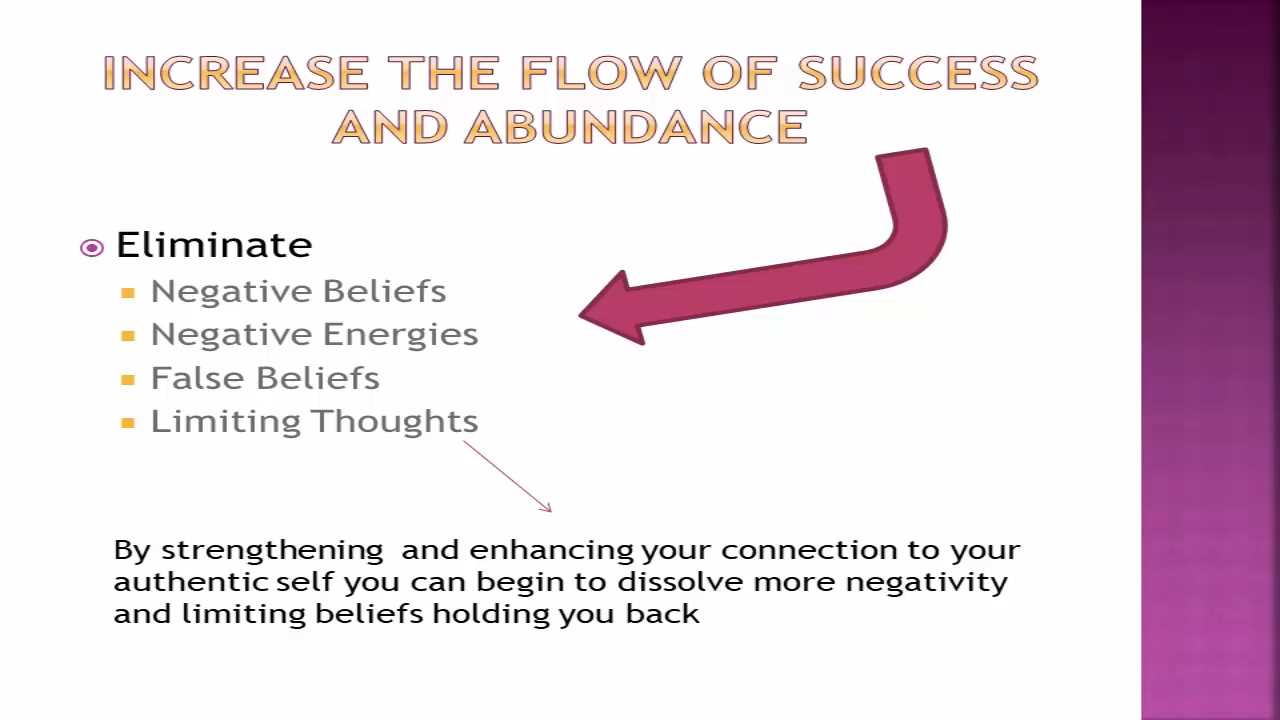 INCREASE THE FLOW OF SUCCESS
AND ABUNDANCE
Eliminate
Negative Beliefs
Negative Energies
False Beliefs
Limiting Thoughts
By strengthening and enhancing your connection to your
authentic self you can begin to dissolve more negativity
and limiting beliefs holding you back